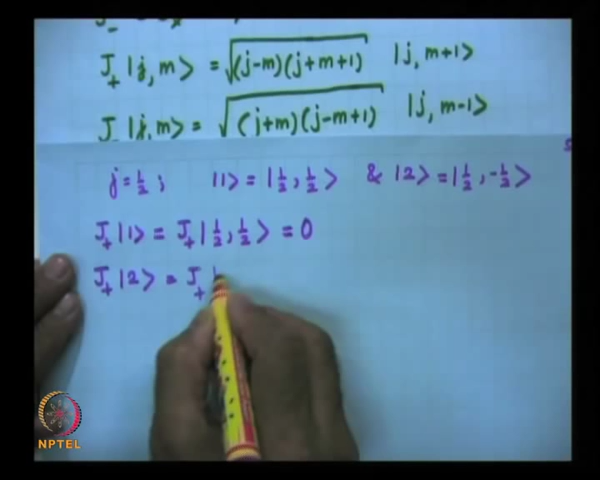 J₊ |j, m> = √(j-m)(j+m+1) |j, m+1>
J₋ |j, m> = √(j+m)(j-m+1) |j, m-1>
j = ½ ; |1> = |½, ½> & |2> = |½, -½>
J₊ |1> = J₊ |½, ½> = 0
J₊ |2> = J₊ |
NPTEL